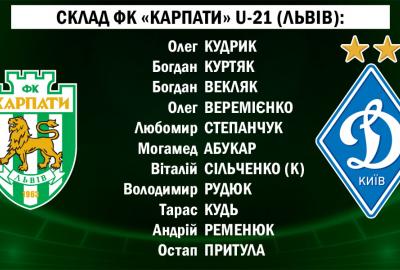 СКЛАД ФК «КАРПАТИ» U-21 (ЛЬВІВ):
Олег КУДРИК
Богдан КУРТЯК
Богдан ВЕКЛЯК
Олег ВЕРЕМІЄНКО
Любомир СТЕПАНЧУК
Могамед АБУКАР
Віталій СІЛЬЧЕНКО (К)
Володимир РУДЮК
Тарас КУДЬ
Андрій РЕМЕНЮК
Остап ПРИТУЛА
ФК
КАРПАТИ
ЛЬВІВ
1963
Д
КИЇВ